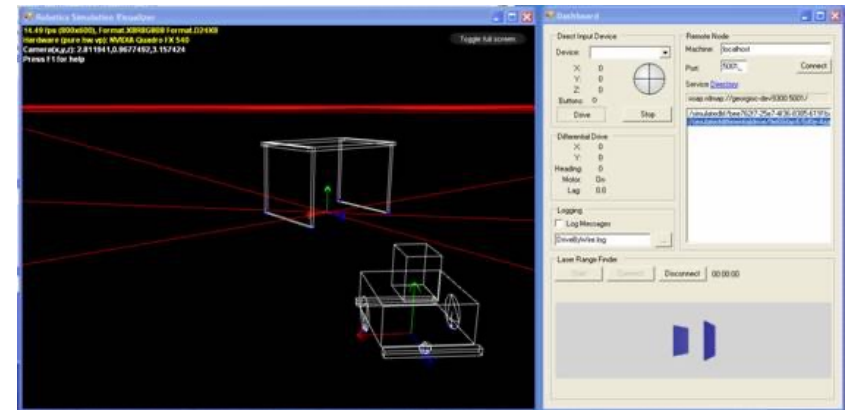 Robotics Simulation Visualizer
14.49 fps (800x600), Format.X8R8G8B8 Format.D24X8
Hardware (pure hw vp): NVIDIA Quadro FX 540
Camera(x,y,z): 2.811941,0.9677492,3.157424
Press F1 for help
Toggle full screen
Dashboard
Direct Input Device
Device:
X: 0
Y: 0
Z: 0
Buttons: 0
Drive
Stop
Differential Drive
X: 0
Y: 0
Heading: 0
Motor: On
Lag: 0.0
Logging
Log Messages
DriveByWire.log
...
Remote Node
Machine: localhost
Port: 5001_
Connect
Service Directory
Laser Range Finder
Start
Connect
Disconnect
00:00:00